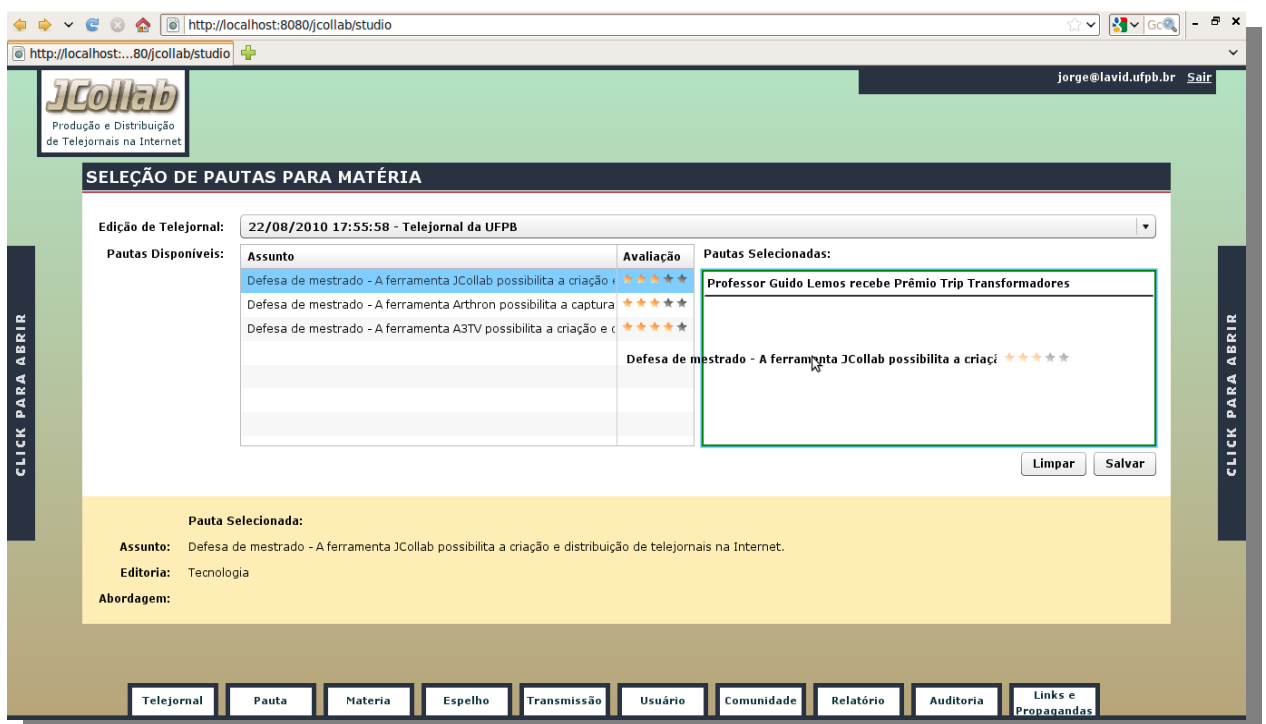 http://localhost:8080/jcollab/studio
http://localhost:...80/jcollab/studio
JCollab
Produção e Distribuição
de Telejornais na Internet
jorge@lavid.ufpb.br Sair
SELEÇÃO DE PAUTAS PARA MATÉRIA
Edição de Telejornal: 22/08/2010 17:55:58 - Telejornal da UFPB
Pautas Disponíveis:
Assunto Avaliação
Defesa de mestrado - A ferramenta JCollab possibilita a criação
Defesa de mestrado - A ferramenta Arthron possibilita a captura
Defesa de mestrado - A ferramenta A3TV possibilita a criação e
Pautas Selecionadas:
Professor Guido Lemos recebe Prêmio Trip Transformadores
Defesa de mestrado - A ferramenta JCollab possibilita a criaçã
Limpar Salvar
CLICK PARA ABRIR
CLICK PARA ABRIR
Pauta Selecionada:
Assunto: Defesa de mestrado - A ferramenta JCollab possibilita a criação e distribuição de telejornais na Internet.
Editoria: Tecnologia
Abordagem:
Telejornal Pauta Materia Espelho Transmissão Usuário Comunidade Relatório Auditoria Links e
Propagandas